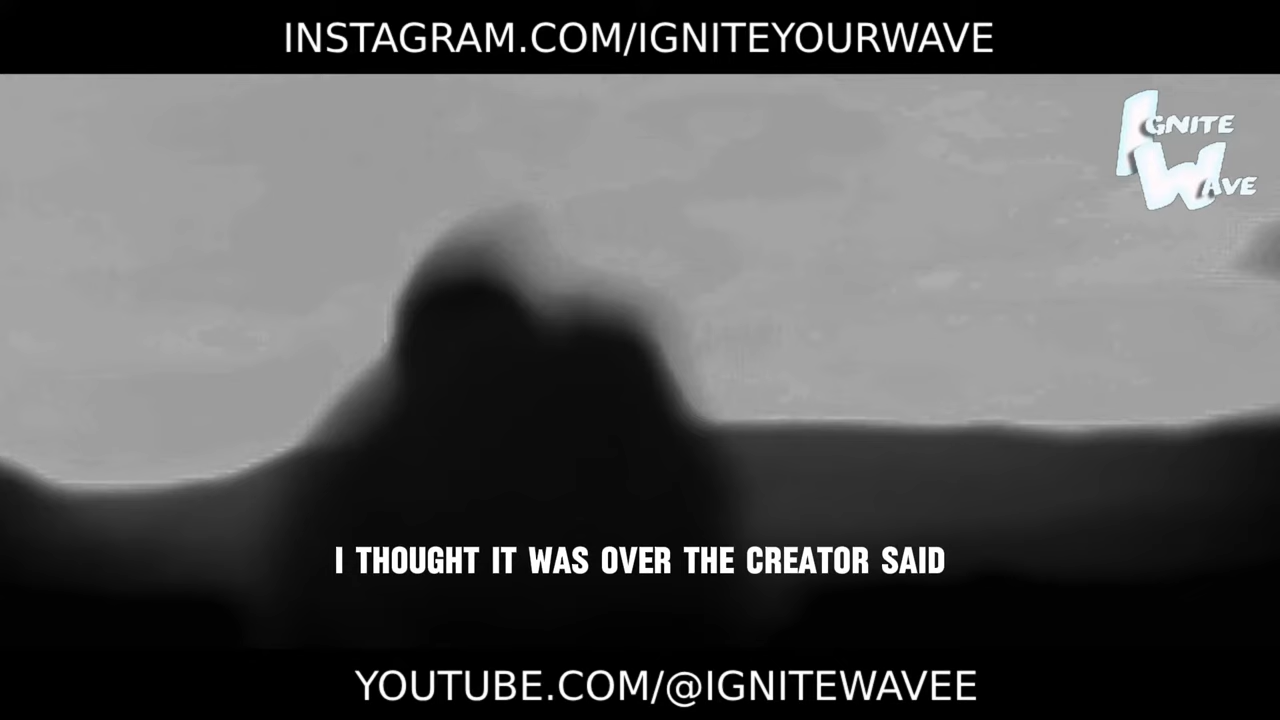 INSTAGRAM.COM/IGNITEYOURWAVE
IGNITE
WAVE
I THOUGHT IT WAS OVER THE CREATOR SAID
YOUTUBE.COM/@IGNITEWAVEE